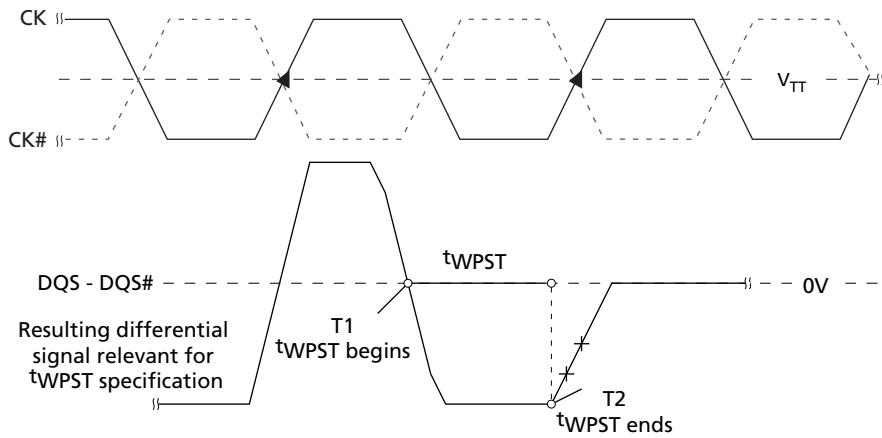 CK
VTT
CK#
tWPST
DQS - DQS#
0V
Resulting differential
signal relevant for
tWPST specification
T1
tWPST begins
T2
tWPST ends